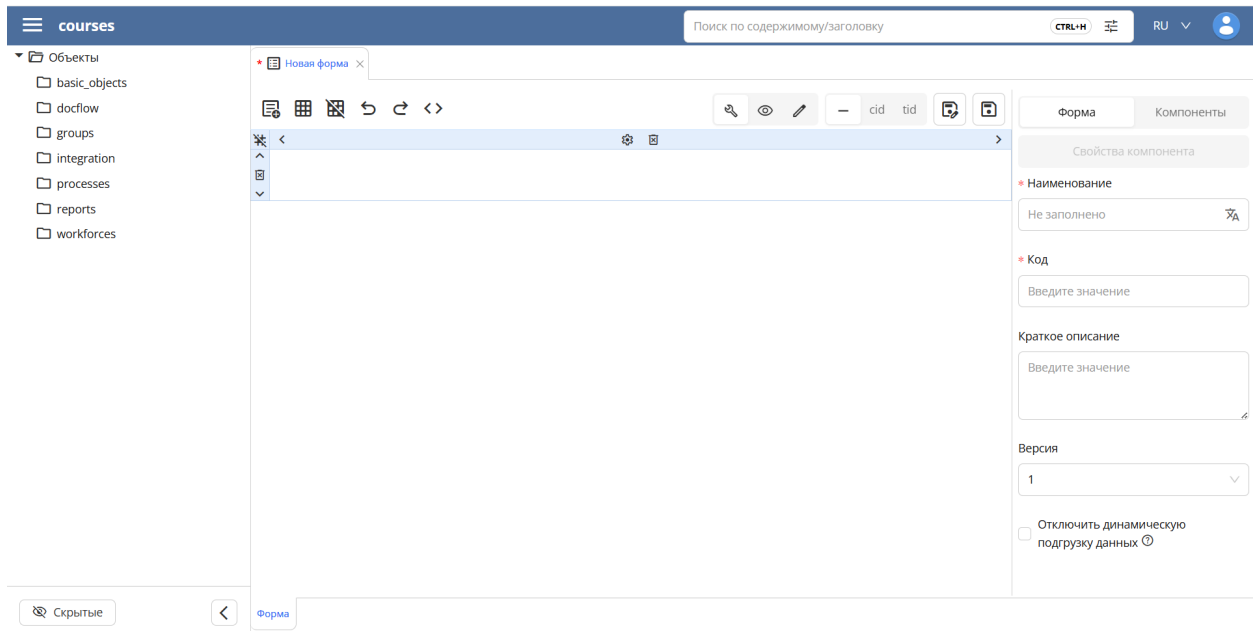 courses
Поиск по содержимому/заголовку
CTRL+H
RU
Объекты
basic_objects
docflow
groups
integration
processes
reports
workforces
* Новая форма
cid tid
Форма Компоненты
Свойства компонента
* Наименование
Не заполнено
* Код
Введите значение
Краткое описание
Введите значение
Версия
1
Отключить динамическую
подгрузку данных
Скрытые
Форма